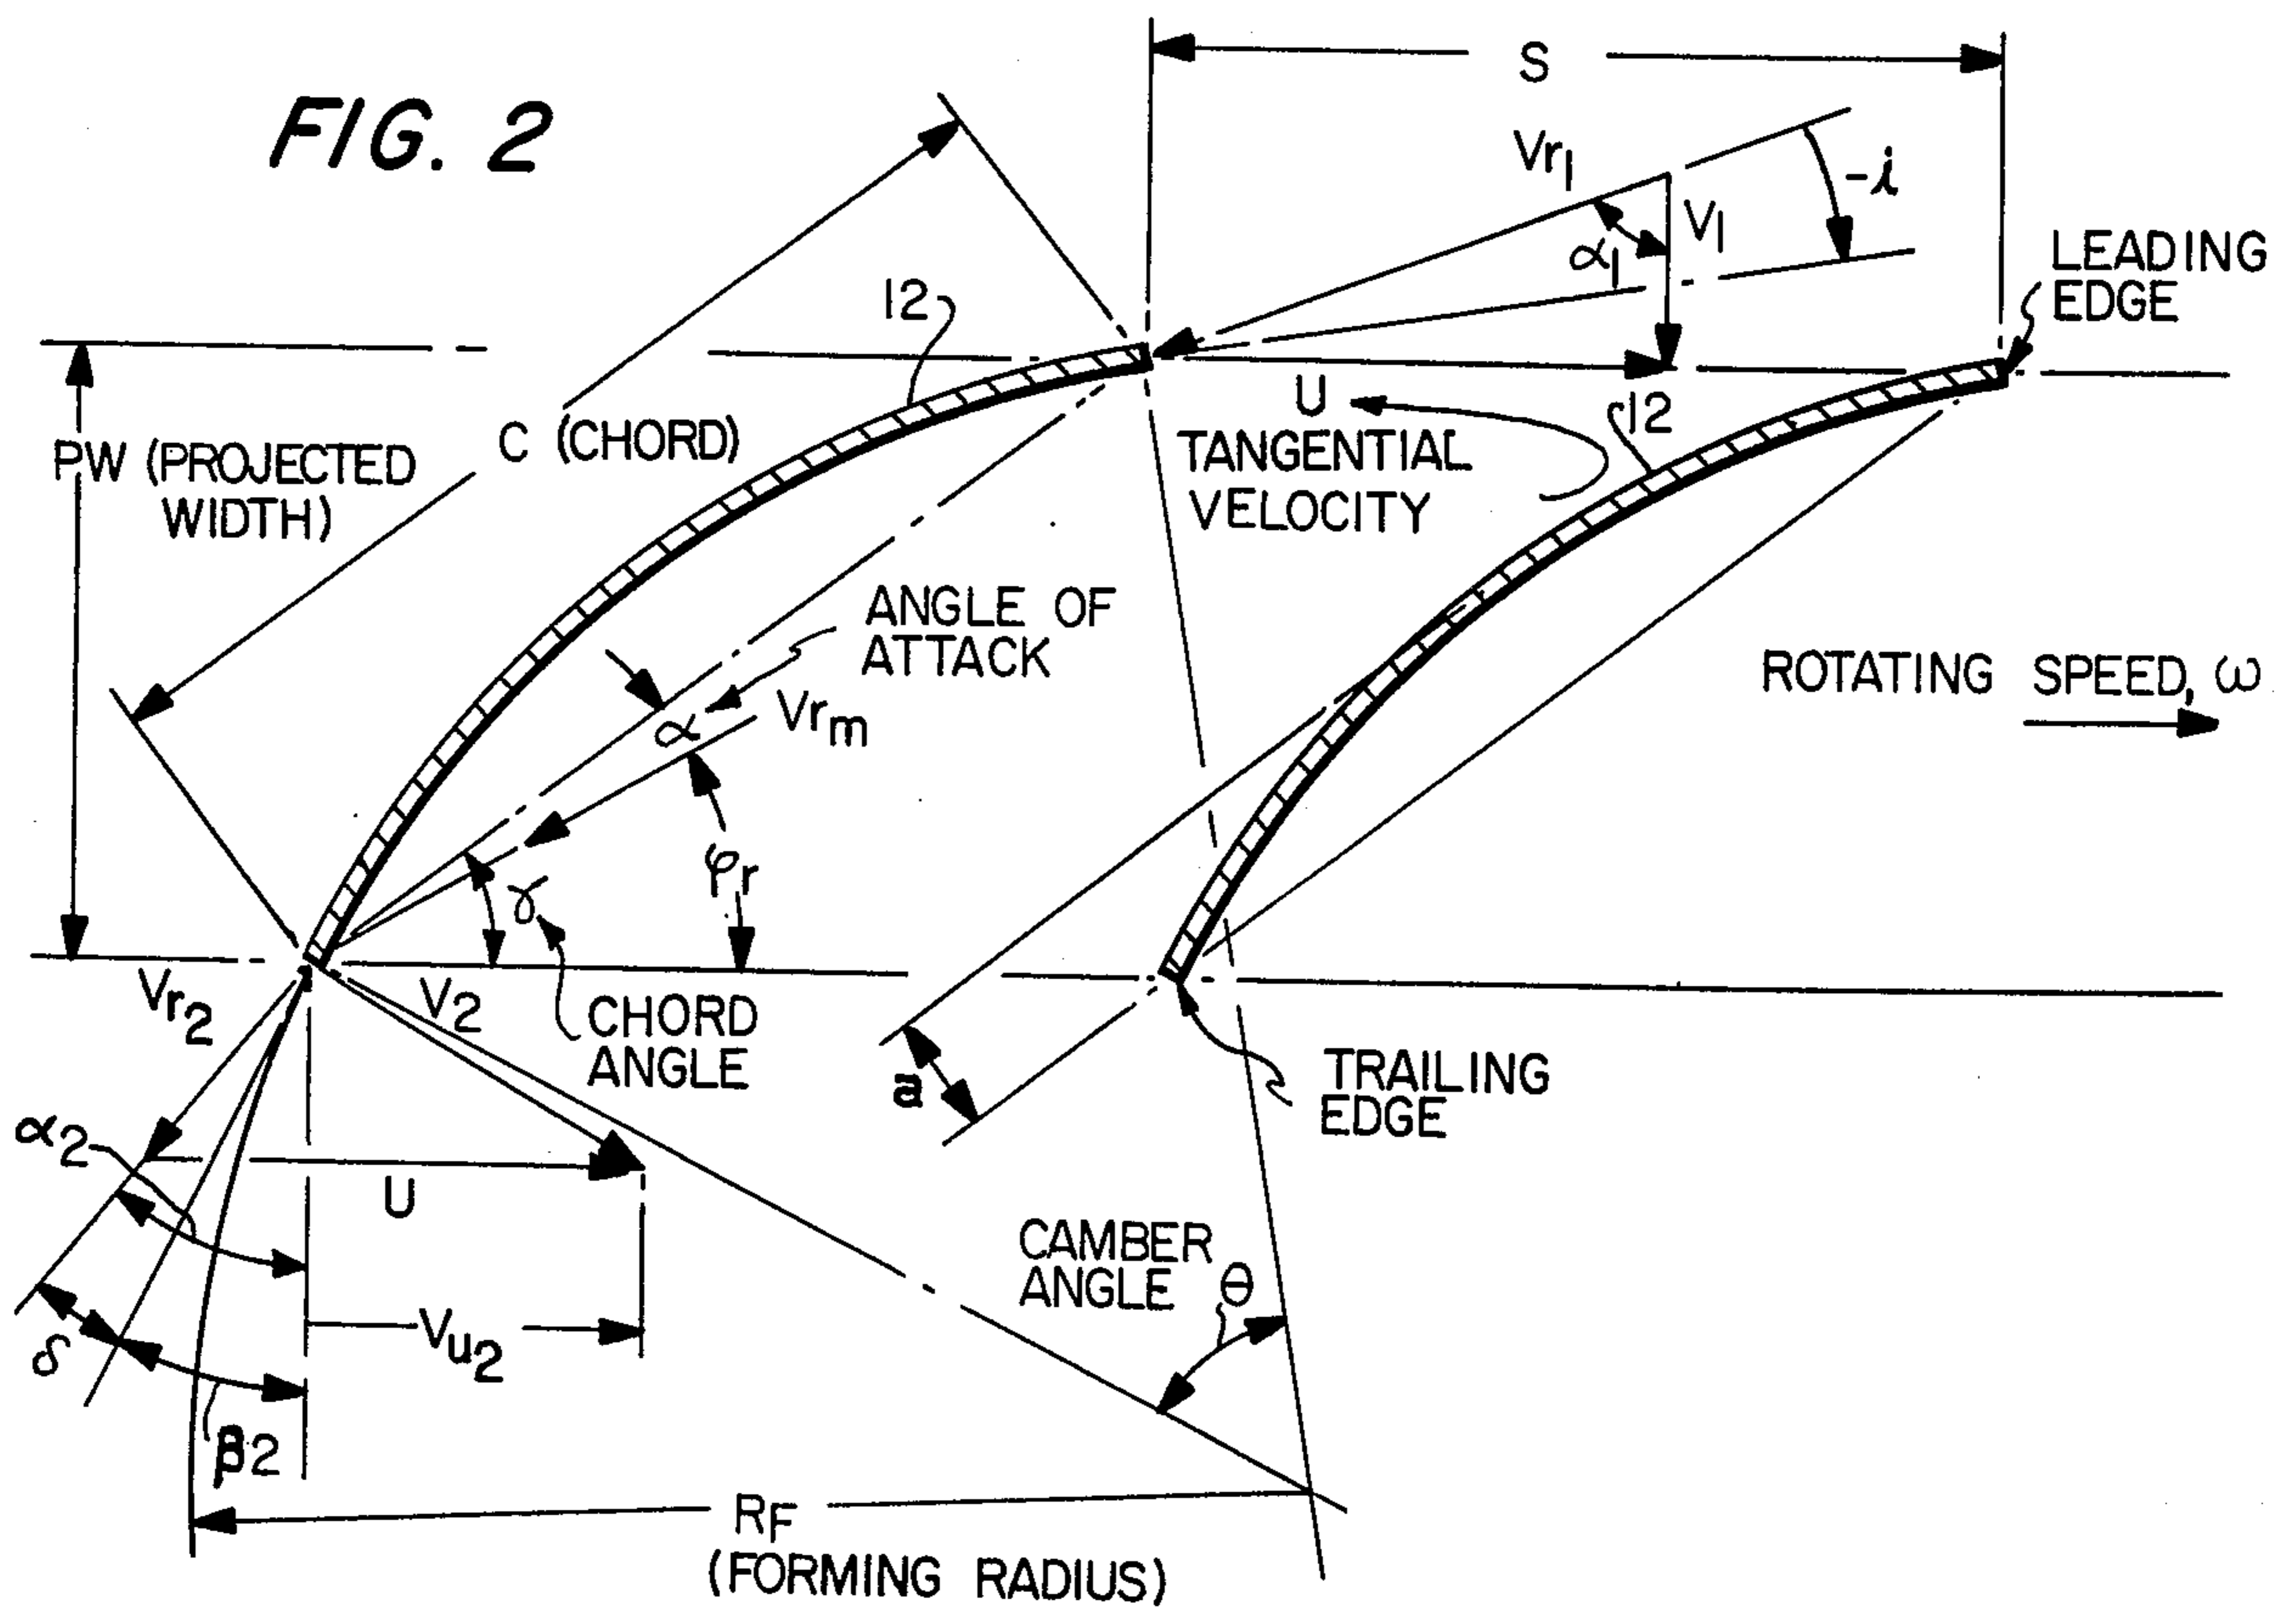 FIG. 2
S
Vr1
-i
V1
α1
LEADING
EDGE
12
C (CHORD)
PW (PROJECTED
WIDTH)
U
TANGENTIAL
VELOCITY
12
ANGLE OF
ATTACK
α
Vrm
ROTATING SPEED, ω
φr
γ
Vr2
V2
CHORD
ANGLE
a
TRAILING
EDGE
α2
U
CAMBER
ANGLE
θ
δ
Vu2
β2
RF
(FORMING RADIUS)